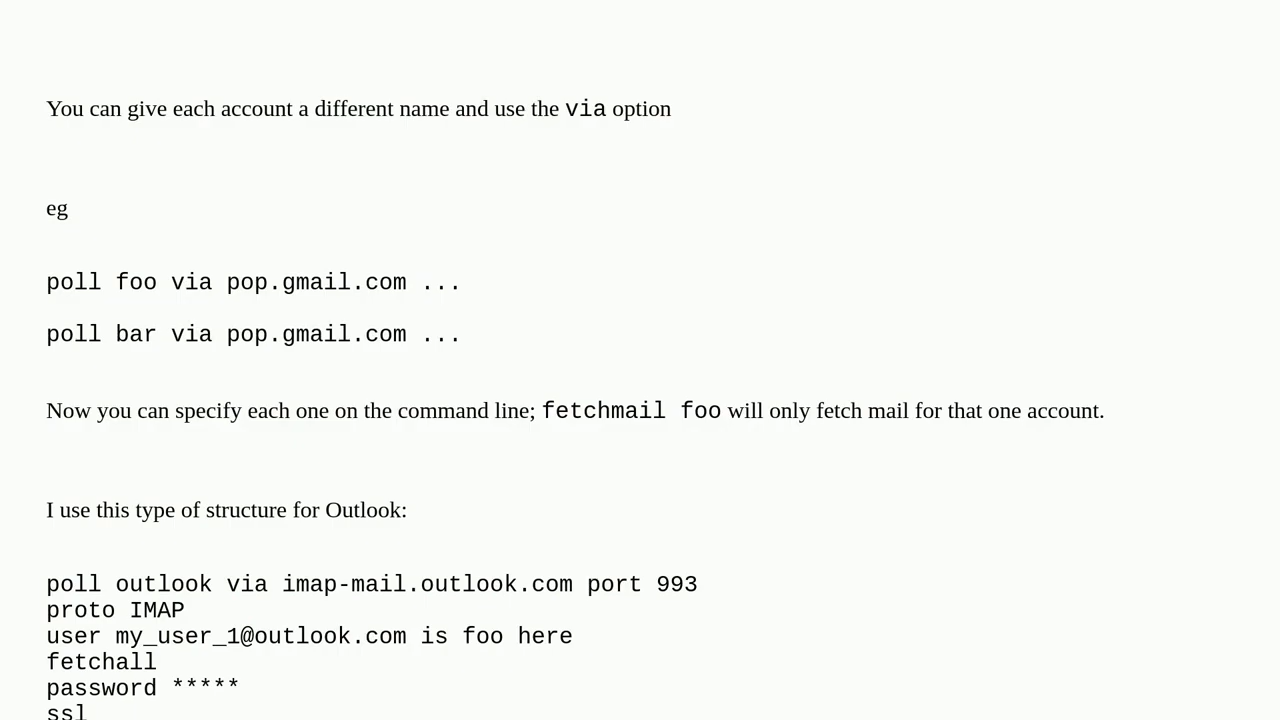 You can give each account a different name and use the via option
eg
poll foo via pop.gmail.com ...
poll bar via pop.gmail.com ...
Now you can specify each one on the command line; fetchmail foo will only fetch mail for that one account.
I use this type of structure for Outlook:
poll outlook via imap-mail.outlook.com port 993
proto IMAP
user my_user_1@outlook.com is foo here
fetchall
password *****
ssl